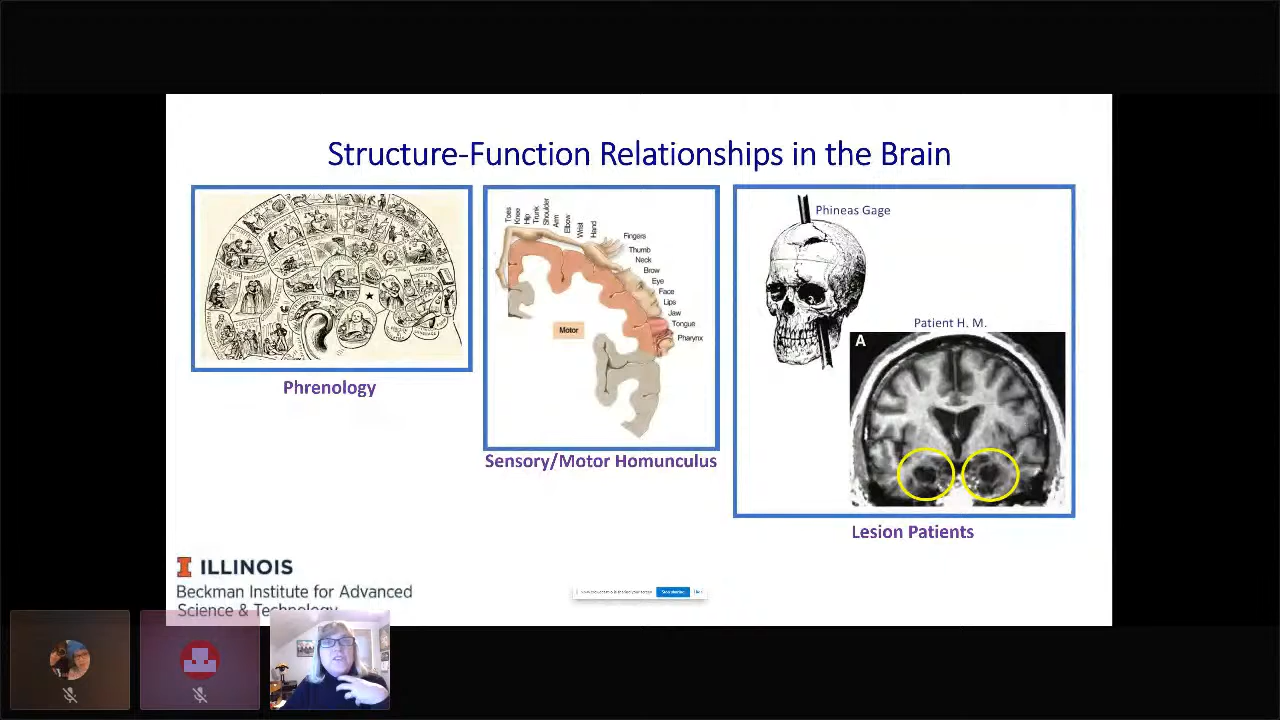 Structure-Function Relationships in the Brain
Phrenology
Toes
Knee
Hip
Trunk
Shoulder
Arm
Elbow
Wrist
Hand
Fingers
Thumb
Neck
Brow
Eye
Face
Lips
Jaw
Tongue
Pharynx
Motor
Sensory/Motor Homunculus
Phineas Gage
Patient H. M.
A
Lesion Patients
I ILLINOIS
Beckman Institute for Advanced
Science & Technology
Stop sharing